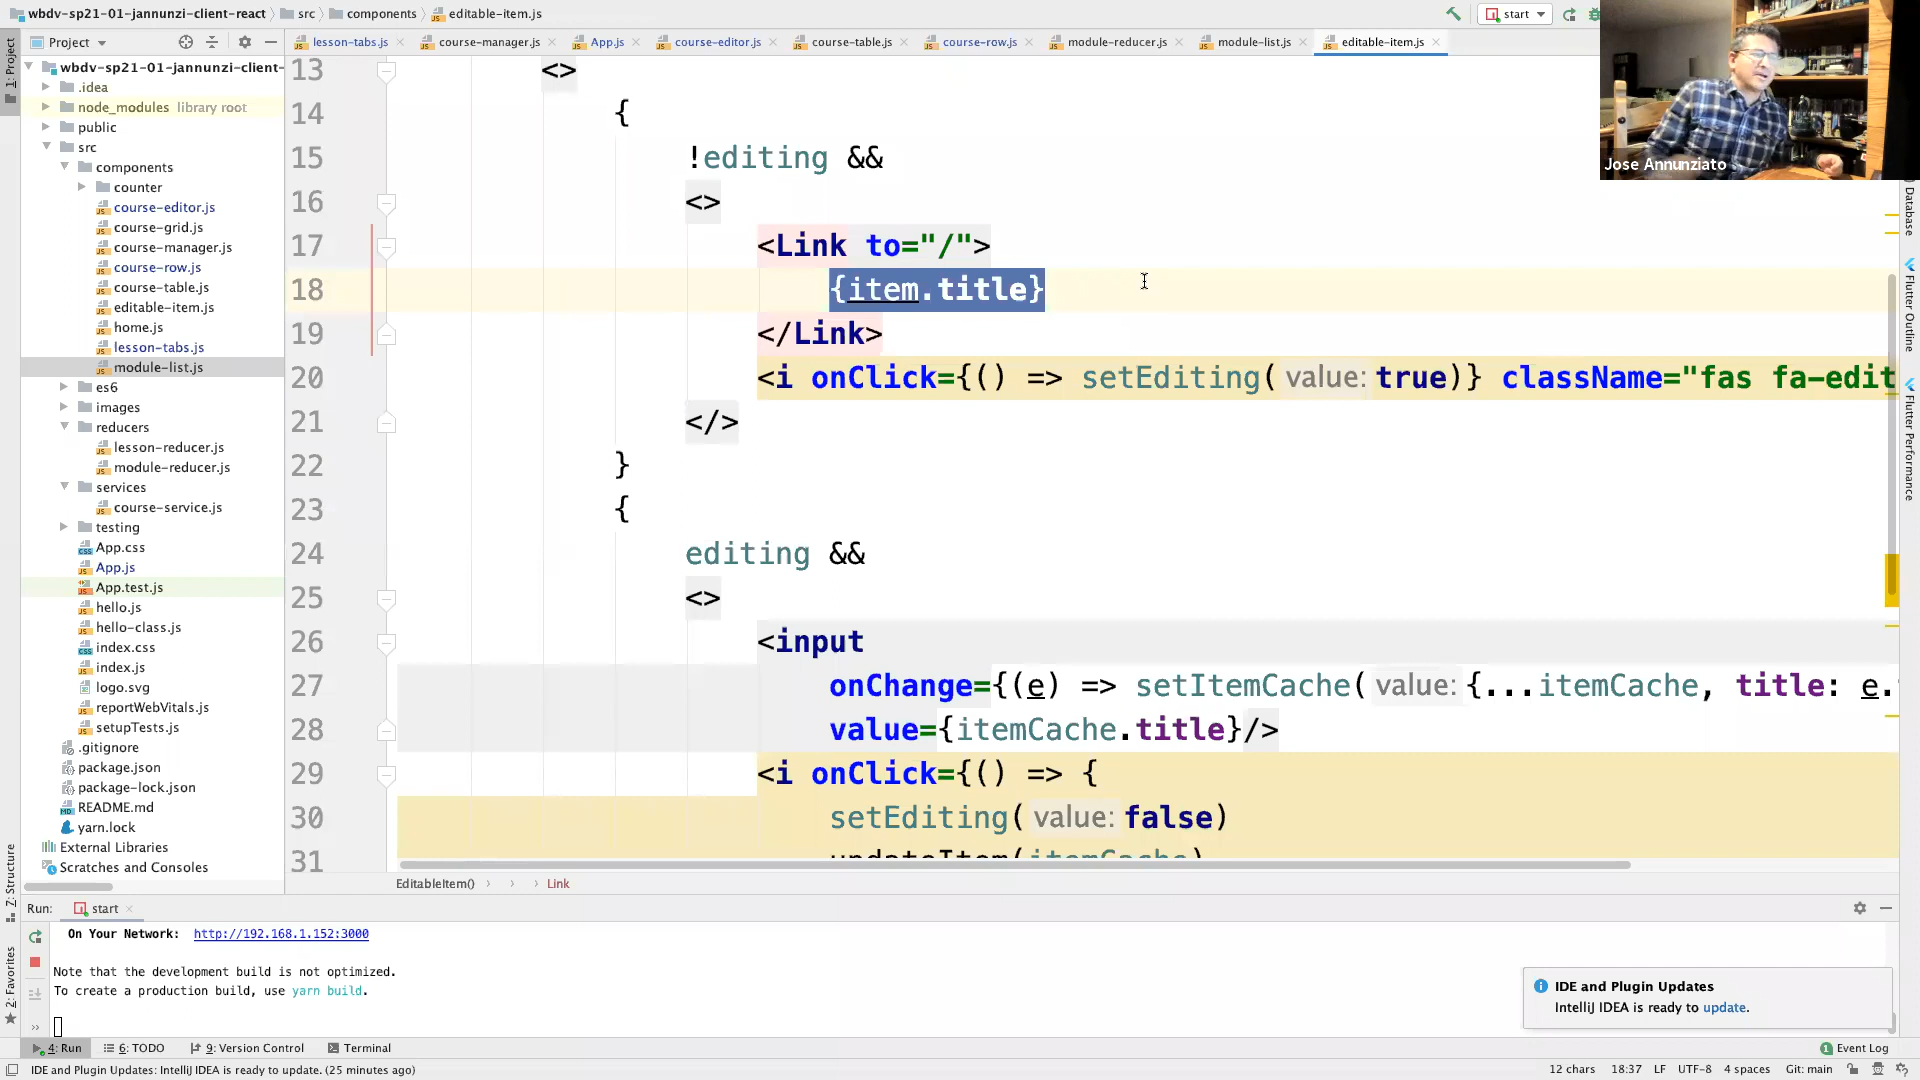 wbdv-sp21-01-jannunzi-client-react src components editable-item.js
start
Project
lesson-tabs.js course-manager.js App.js course-editor.js course-table.js course-row.js module-reducer.js module-list.js editable-item.js
1: Project
wbdv-sp21-01-jannunzi-client-
.idea
node_modules library root
public
src
components
counter
course-editor.js
course-grid.js
course-manager.js
course-row.js
course-table.js
editable-item.js
home.js
lesson-tabs.js
module-list.js
es6
images
reducers
lesson-reducer.js
module-reducer.js
services
course-service.js
testing
App.css
App.js
App.test.js
hello.js
hello-class.js
index.css
index.js
logo.svg
reportWebVitals.js
setupTests.js
.gitignore
package.json
package-lock.json
README.md
yarn.lock
External Libraries
Scratches and Consoles
13 <>
14 {
15 !editing &&
16 <>
17 <Link to="/">
18 {item.title}
19 </Link>
20 <i onClick={() => setEditing( value: true)} className="fas fa-edit
21 </>
22 }
23 {
24 editing &&
25 <>
26 <input
27 onChange={(e) => setItemCache( value: {...itemCache, title: e.
28 value={itemCache.title}/>
29 <i onClick={() => {
30 setEditing( value: false)
31 updateItem(itemCache)
Jose Annunziato
Database
Flutter Outline
Flutter Performance
EditableItem() Link
Z: Structure
2: Favorites
Run: start
On Your Network: http://192.168.1.152:3000
Note that the development build is not optimized.
To create a production build, use yarn build.
IDE and Plugin Updates
IntelliJ IDEA is ready to update.
4: Run 6: TODO 9: Version Control Terminal
1 Event Log
IDE and Plugin Updates: IntelliJ IDEA is ready to update. (25 minutes ago)
12 chars 18:37 LF UTF-8 4 spaces Git: main